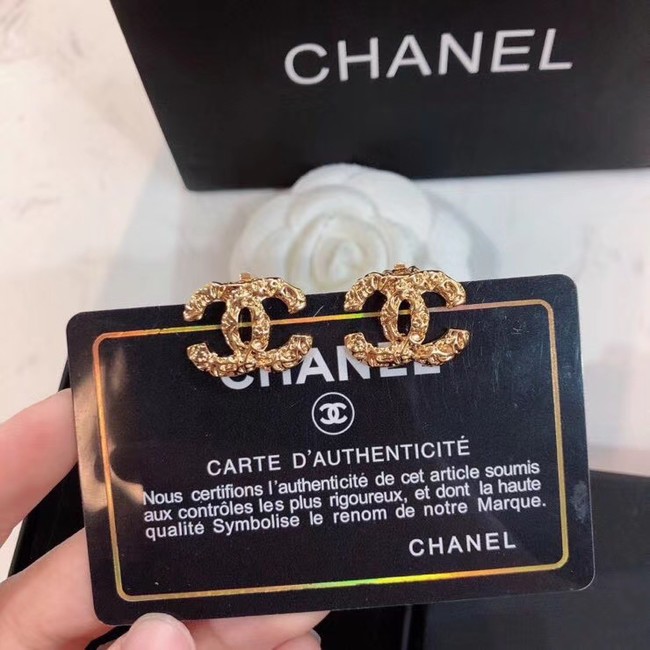 CHANEL
CHANEL
CARTE D'AUTHENTICITÉ
Nous certifions l'authenticité de cet article soumis
aux contrôles les plus rigoureux, et dont la haute
qualité Symbolise le renom de notre Marque.
CHANEL